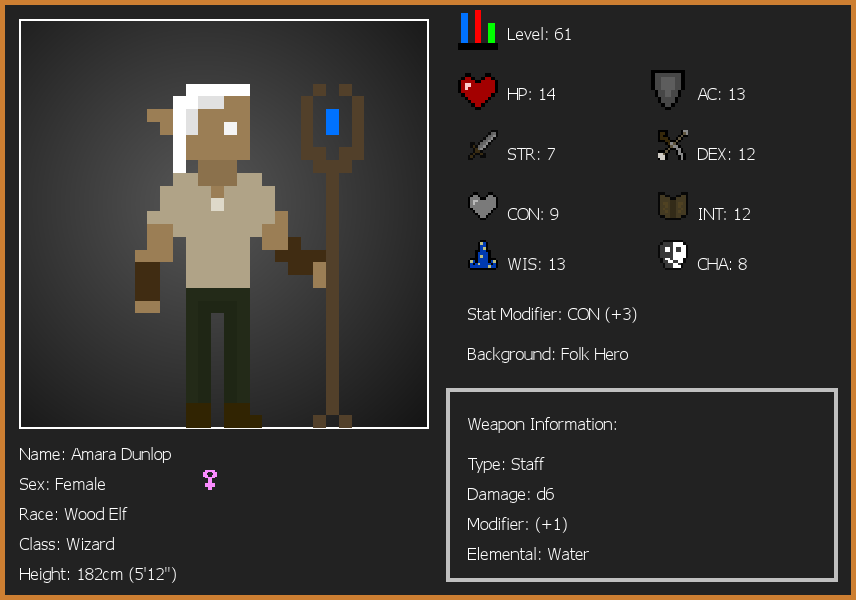 Level: 61
HP: 14
AC: 13
STR: 7
DEX: 12
CON: 9
INT: 12
WIS: 13
CHA: 8
Stat Modifier: CON (+3)
Background: Folk Hero
Weapon Information:
Type: Staff
Damage: d6
Modifier: (+1)
Elemental: Water
Name: Amara Dunlop
Sex: Female
Race: Wood Elf
Class: Wizard
Height: 182cm (5'12")